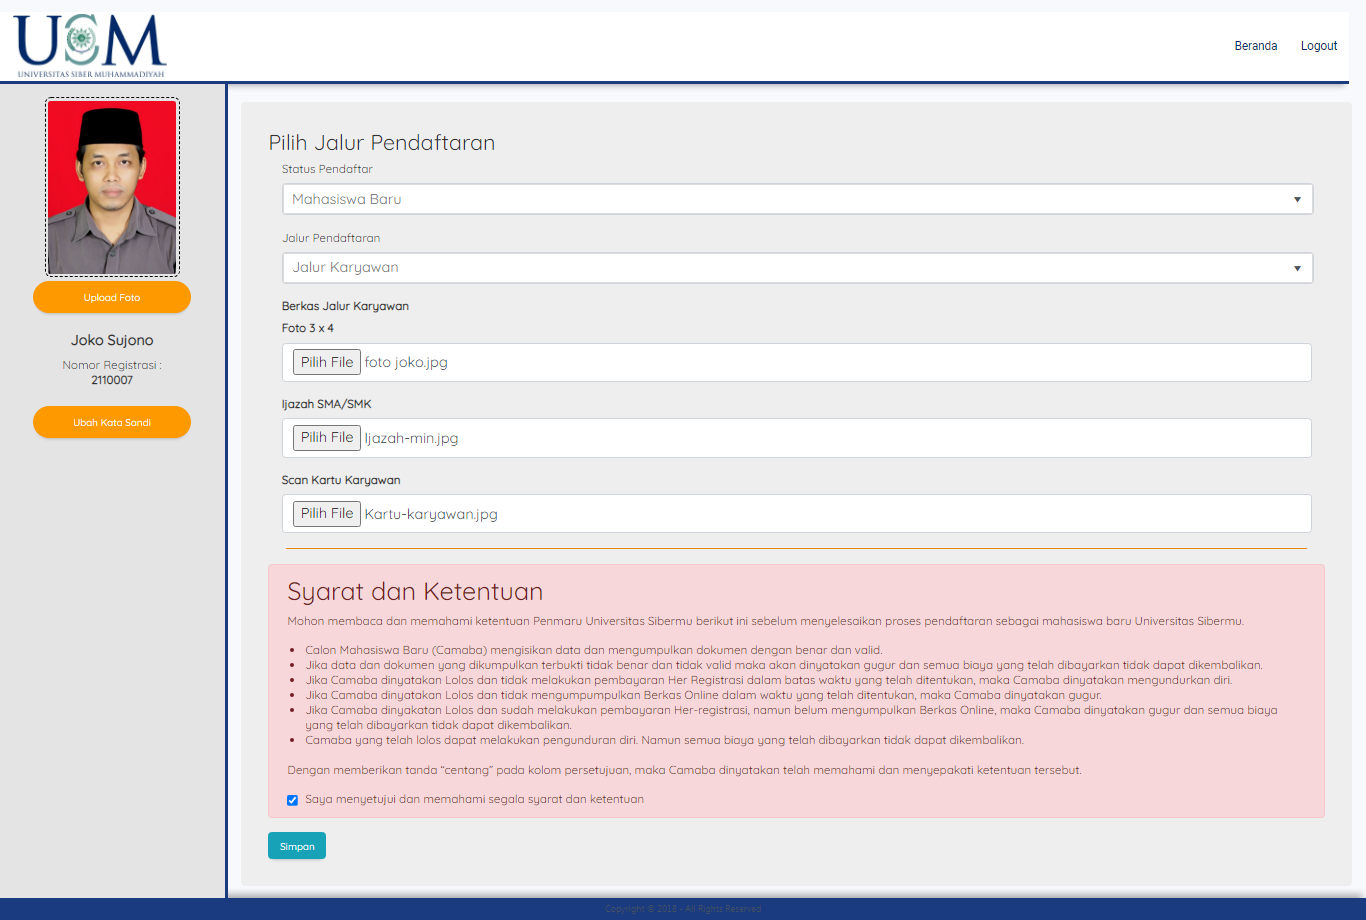 USM
UNIVERSITAS SIBER MUHAMMADIYAH
Beranda Logout
Upload Foto
Joko Sujono
Nomor Registrasi :
2110007
Ubah Kata Sandi
Pilih Jalur Pendaftaran
Status Pendaftar
Mahasiswa Baru
Jalur Pendaftaran
Jalur Karyawan
Berkas Jalur Karyawan
Foto 3 x 4
Pilih File foto joko.jpg
Ijazah SMA/SMK
Pilih File Ijazah-min.jpg
Scan Kartu Karyawan
Pilih File Kartu-karyawan.jpg
Syarat dan Ketentuan
Mohon membaca dan memahami ketentuan Penmaru Universitas Sibermu berikut ini sebelum menyelesaikan proses pendaftaran sebagai mahasiswa baru Universitas Sibermu.
• Calon Mahasiswa Baru (Camaba) mengisikan data dan mengumpulkan dokumen dengan benar dan valid.
• Jika data dan dokumen yang dikumpulkan terbukti tidak benar dan tidak valid maka akan dinyatakan gugur dan semua biaya yang telah dibayarkan tidak dapat dikembalikan.
• Jika Camaba dinyatakan Lolos dan tidak melakukan pembayaran Her Registrasi dalam batas waktu yang telah ditentukan, maka Camaba dinyatakan mengundurkan diri.
• Jika Camaba dinyatakan Lolos dan tidak mengumpumpulkan Berkas Online dalam waktu yang telah ditentukan, maka Camaba dinyatakan gugur.
• Jika Camaba dinyakatan Lolos dan sudah melakukan pembayaran Her-registrasi, namun belum mengumpulkan Berkas Online, maka Camaba dinyatakan gugur dan semua biaya
yang telah dibayarkan tidak dapat dikembalikan.
• Camaba yang telah lolos dapat melakukan pengunduran diri. Namun semua biaya yang telah dibayarkan tidak dapat dikembalikan.
Dengan memberikan tanda “centang” pada kolom persetujuan, maka Camaba dinyatakan telah memahami dan menyepakati ketentuan tersebut.
Saya menyetujui dan memahami segala syarat dan ketentuan
Simpan
Copyright © 2018 - All Rights Reserved